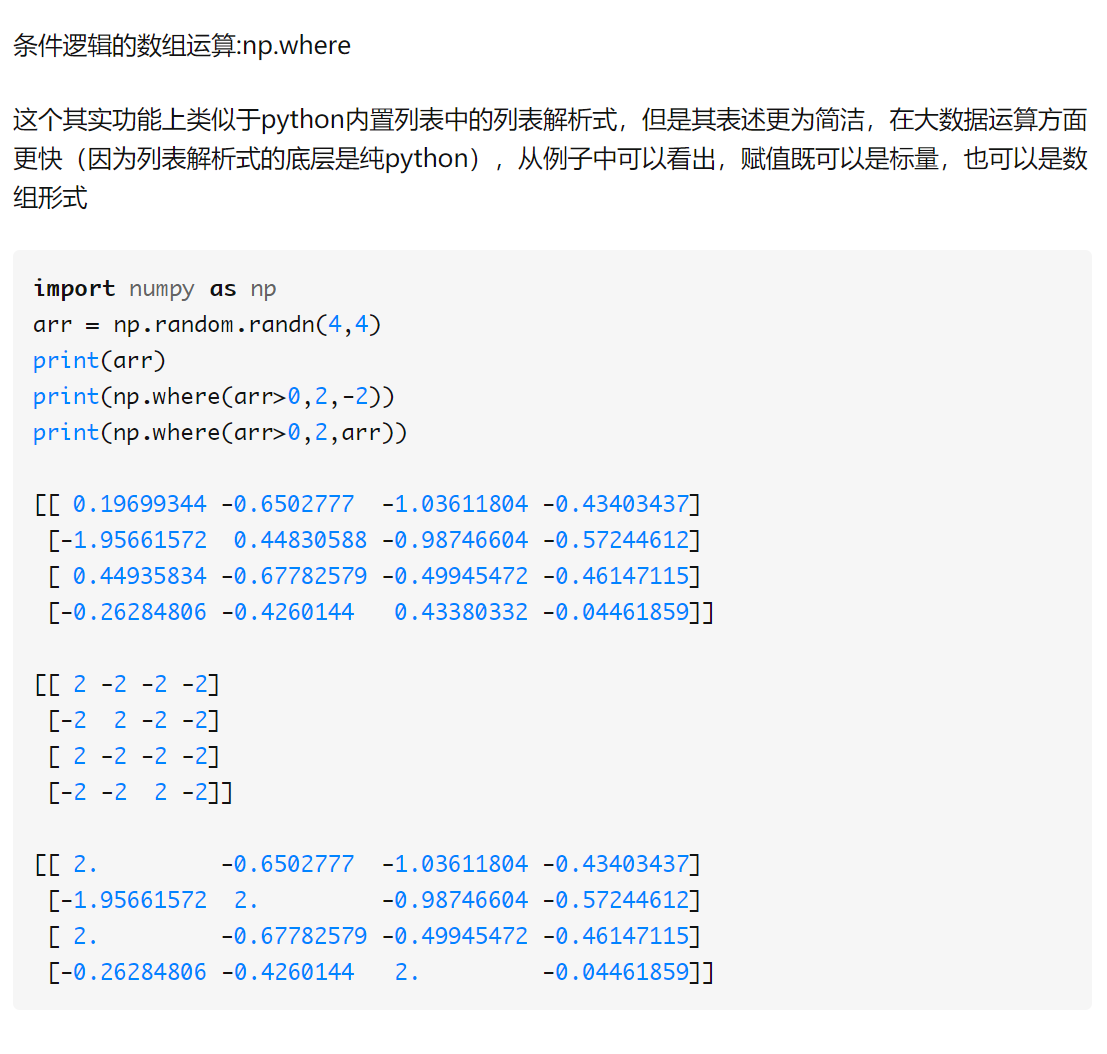 条件逻辑的数组运算:np.where
这个其实功能上类似于python内置列表中的列表解析式，但是其表述更为简洁，在大数据运算方面
更快（因为列表解析式的底层是纯python），从例子中可以看出，赋值既可以是标量，也可以是数
组形式
import numpy as np
arr = np.random.randn(4,4)
print(arr)
print(np.where(arr>0,2,-2))
print(np.where(arr>0,2,arr))
[[ 0.19699344 -0.6502777  -1.03611804 -0.43403437]
 [-1.95661572  0.44830588 -0.98746604 -0.57244612]
 [ 0.44935834 -0.67782579 -0.49945472 -0.46147115]
 [-0.26284806 -0.4260144   0.43380332 -0.04461859]]
[[ 2 -2 -2 -2]
 [-2  2 -2 -2]
 [ 2 -2 -2 -2]
 [-2 -2  2 -2]]
[[ 2.         -0.6502777  -1.03611804 -0.43403437]
 [-1.95661572  2.         -0.98746604 -0.57244612]
 [ 2.         -0.67782579 -0.49945472 -0.46147115]
 [-0.26284806 -0.4260144   2.         -0.04461859]]